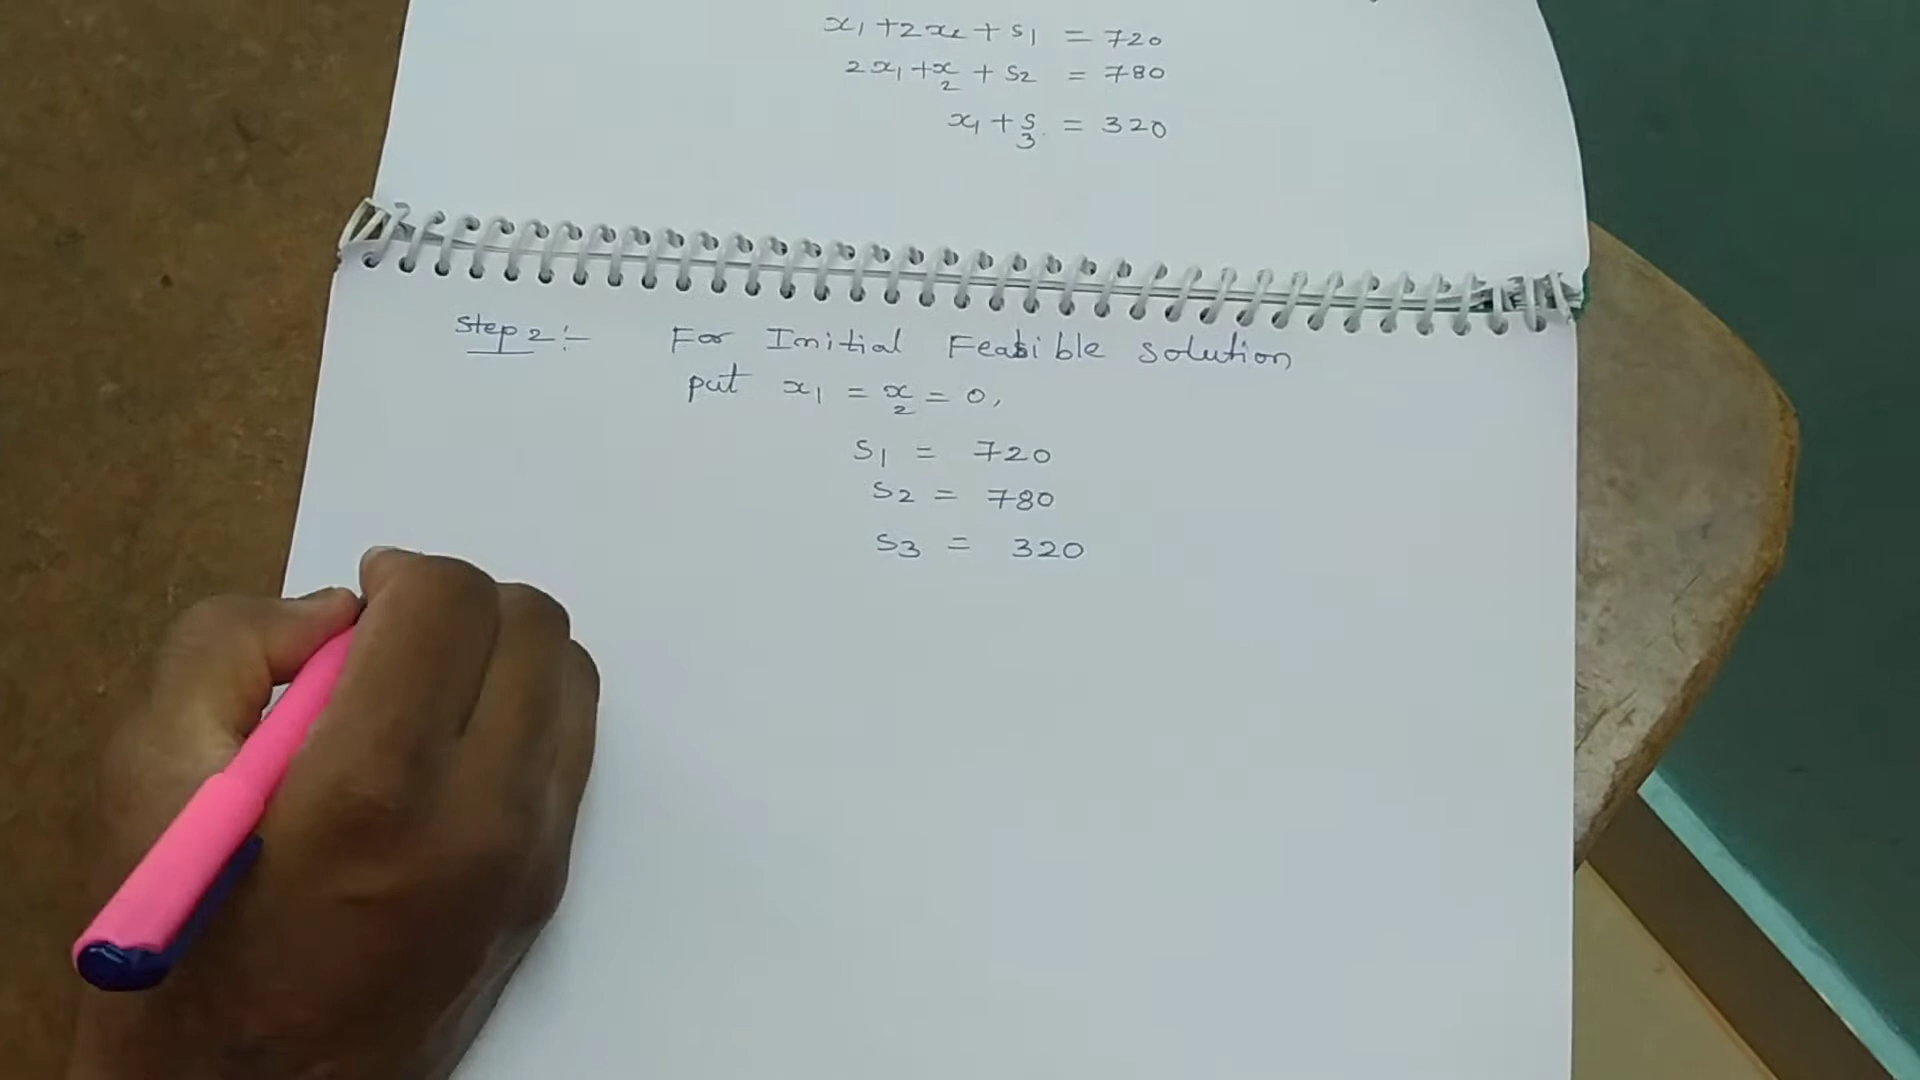 x1 + 2x2 + s1 = 720
2x1 + x2 + s2 = 780
x1 + s3 = 320
Step 2:- For Initial Feasible solution
put x1 = x2 = 0,
s1 = 720
s2 = 780
s3 = 320